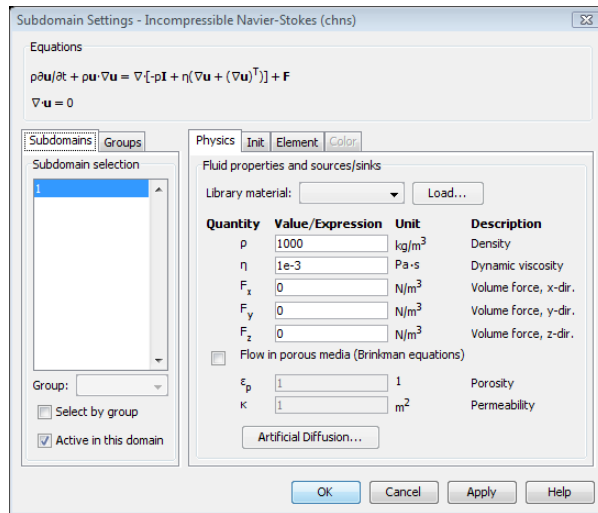 Subdomain Settings - Incompressible Navier-Stokes (chns)
Equations
ρ∂u/∂t + ρu·∇u = ∇·[-pI + η(∇u + (∇u)ᵀ)] + F
∇·u = 0
Subdomains Groups
Subdomain selection
1
Group:
Select by group
Active in this domain
Physics Init Element Color
Fluid properties and sources/sinks
Library material: Load...
Quantity Value/Expression Unit Description
ρ 1000 kg/m³ Density
η 1e-3 Pa·s Dynamic viscosity
Fₓ 0 N/m³ Volume force, x-dir.
F_y 0 N/m³ Volume force, y-dir.
F_z 0 N/m³ Volume force, z-dir.
Flow in porous media (Brinkman equations)
ε_p 1 1 Porosity
κ 1 m² Permeability
Artificial Diffusion...
OK Cancel Apply Help